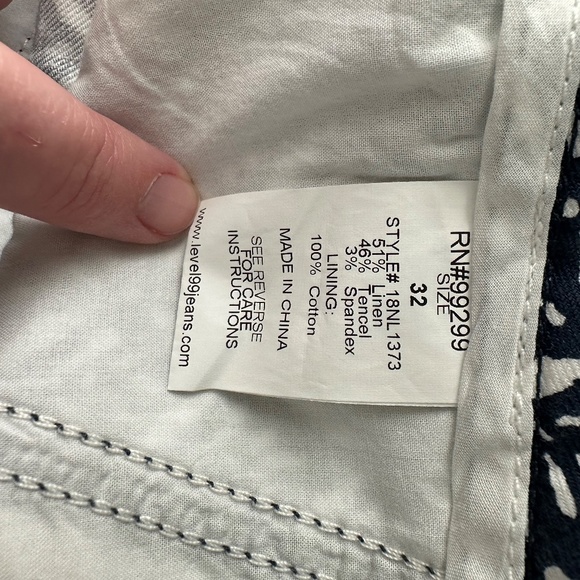 RN#99299
SIZE
32
STYLE# 18NL1373
51% Linen
46% Tencel
3% Spandex
LINING:
100% Cotton
MADE IN CHINA
SEE REVERSE
FOR CARE
INSTRUCTIONS
www.level99jeans.com